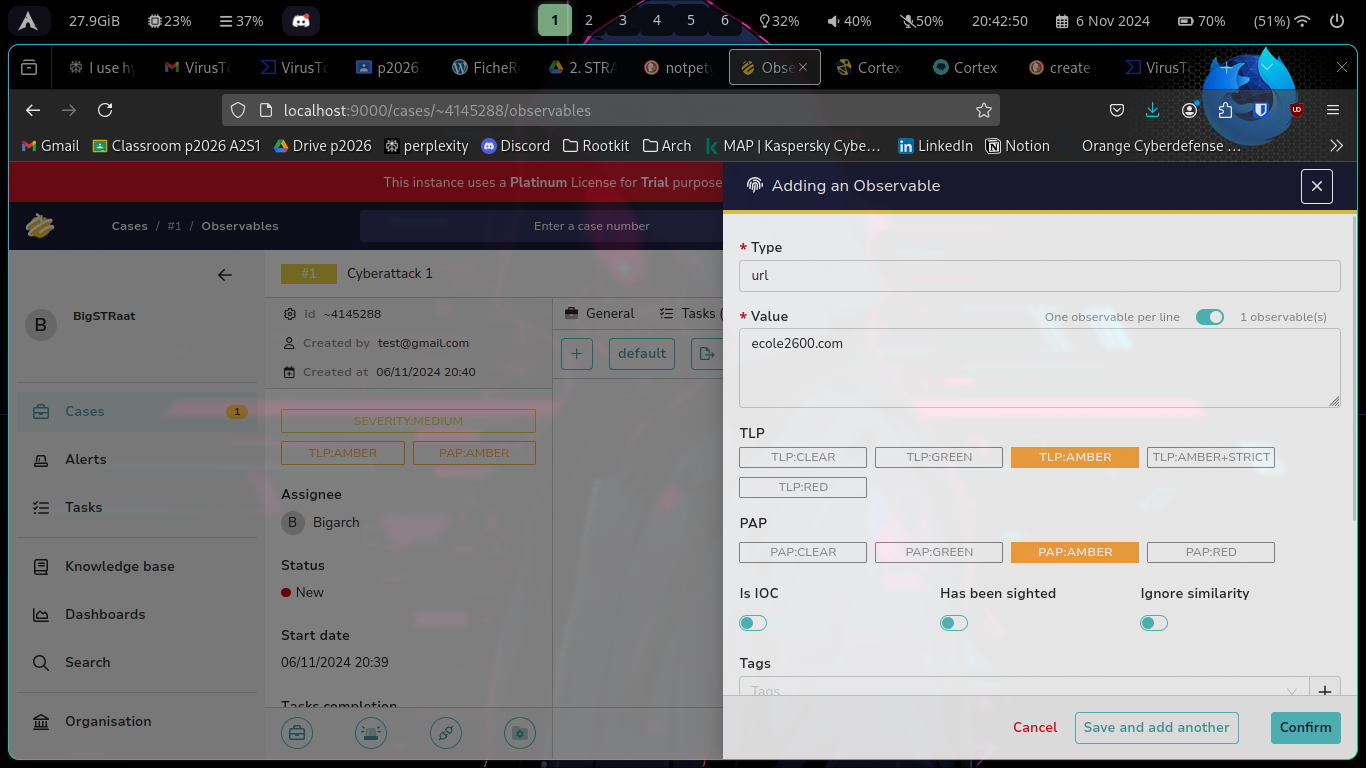 27.9GiB 23% 37% 1 2 3 4 5 6 32% 40% 50% 20:42:50 6 Nov 2024 70% (51%)
I use hy VirusTo VirusTo p2026 FicheR 2. STRA notpet Obse Cortex Cortex create VirusT
localhost:9000/cases/~4145288/observables
Gmail Classroom p2026 A2S1 Drive p2026 perplexity Discord Rootkit Arch MAP | Kaspersky Cybe... LinkedIn Notion Orange Cyberdefense ...
This instance uses a Platinum License for Trial purpose
Cases / #1 / Observables
Enter a case number
B BigSTRaat
Cases 1
Alerts
Tasks
Knowledge base
Dashboards
Search
Organisation
#1 Cyberattack 1
id ~4145288
Created by test@gmail.com
Created at 06/11/2024 20:40
SEVERITY:MEDIUM
TLP:AMBER PAP:AMBER
Assignee
B Bigarch
Status
New
Start date
06/11/2024 20:39
Tasks completion
General Tasks (
+ default
Adding an Observable
* Type
url
* Value One observable per line 1 observable(s)
ecole2600.com
TLP
TLP:CLEAR TLP:GREEN TLP:AMBER TLP:AMBER+STRICT
TLP:RED
PAP
PAP:CLEAR PAP:GREEN PAP:AMBER PAP:RED
Is IOC Has been sighted Ignore similarity
Tags
Tags
Cancel Save and add another Confirm